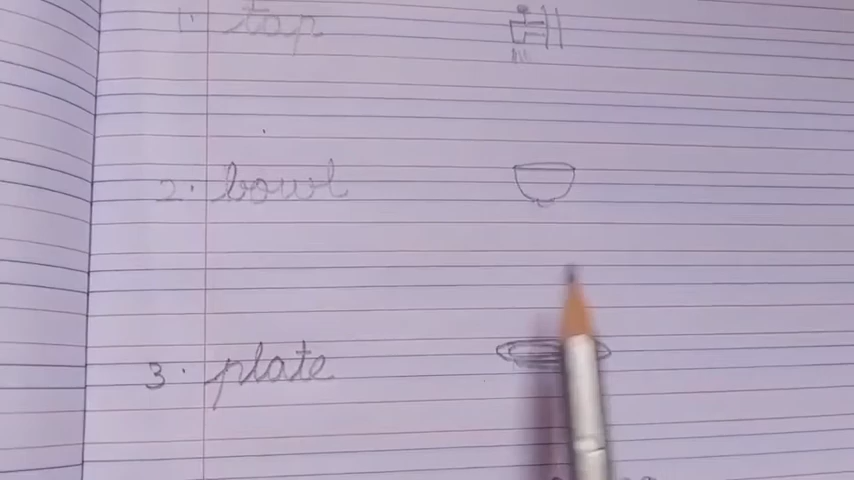 1. tap
2. bowl
3. plate